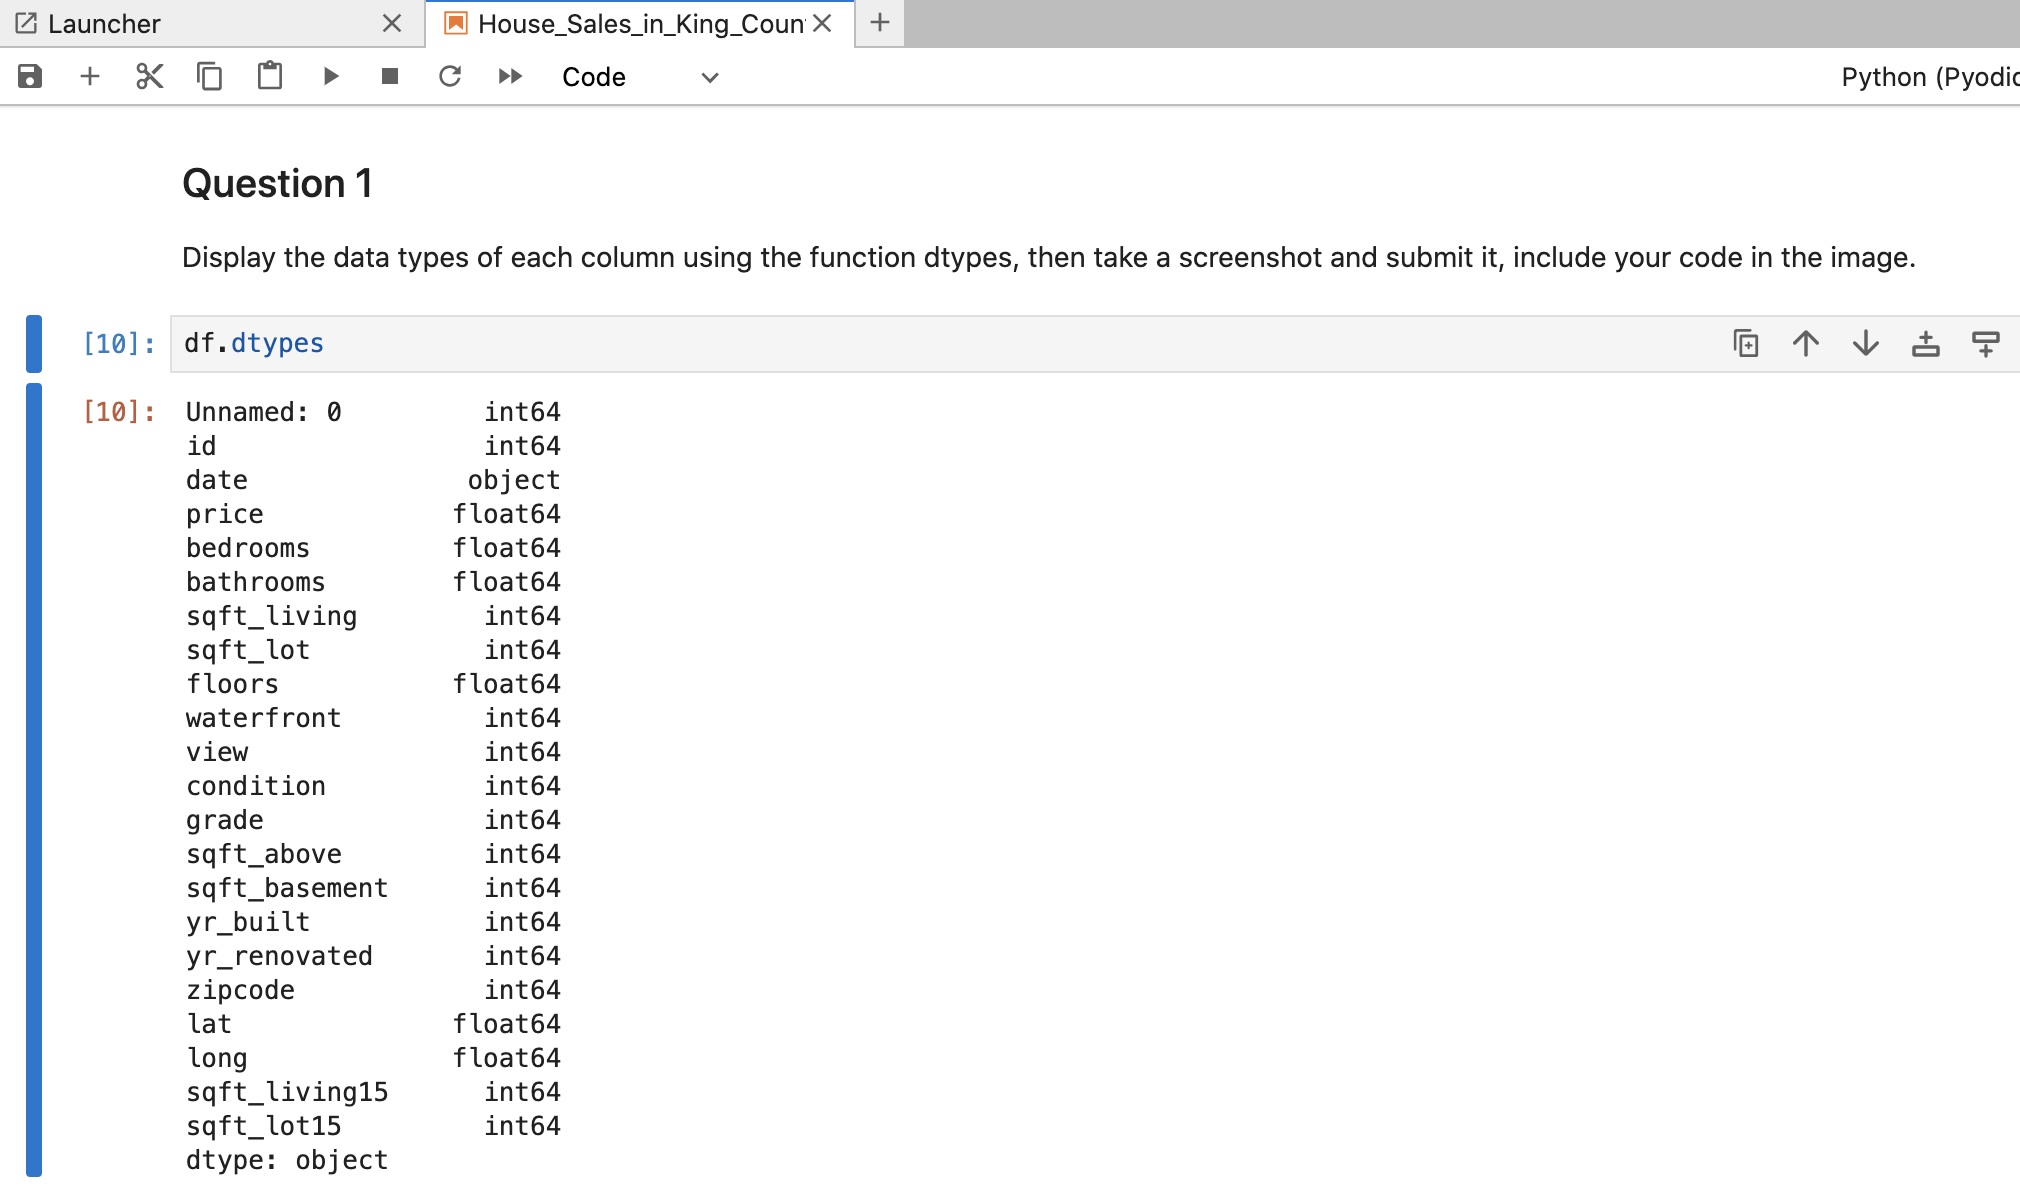 Launcher
House_Sales_in_King_Coun
Code
Python (Pyodic
Question 1
Display the data types of each column using the function dtypes, then take a screenshot and submit it, include your code in the image.
[10]: df.dtypes
[10]: Unnamed: 0 int64
id int64
date object
price float64
bedrooms float64
bathrooms float64
sqft_living int64
sqft_lot int64
floors float64
waterfront int64
view int64
condition int64
grade int64
sqft_above int64
sqft_basement int64
yr_built int64
yr_renovated int64
zipcode int64
lat float64
long float64
sqft_living15 int64
sqft_lot15 int64
dtype: object